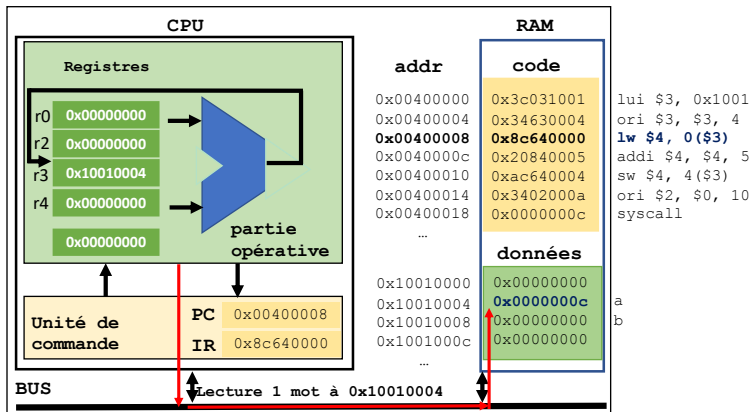 CPU
RAM
Registres
addr
code
r0 0x00000000
r2 0x00000000
r3 0x10010004
r4 0x00000000
0x00000000
partie
opérative
0x00400000 0x3c031001 lui $3, 0x1001
0x00400004 0x34630004 ori $3, $3, 4
0x00400008 0x8c640000 lw $4, 0($3)
0x0040000c 0x20840005 addi $4, $4, 5
0x00400010 0xac640004 sw $4, 4($3)
0x00400014 0x3402000a ori $2, $0, 10
0x00400018 0x0000000c syscall
…
données
0x10010000 0x00000000
0x10010004 0x0000000c a
0x10010008 0x00000000 b
0x1001000c 0x00000000
…
Unité de
commande
PC 0x00400008
IR 0x8c640000
BUS
Lecture 1 mot à 0x10010004